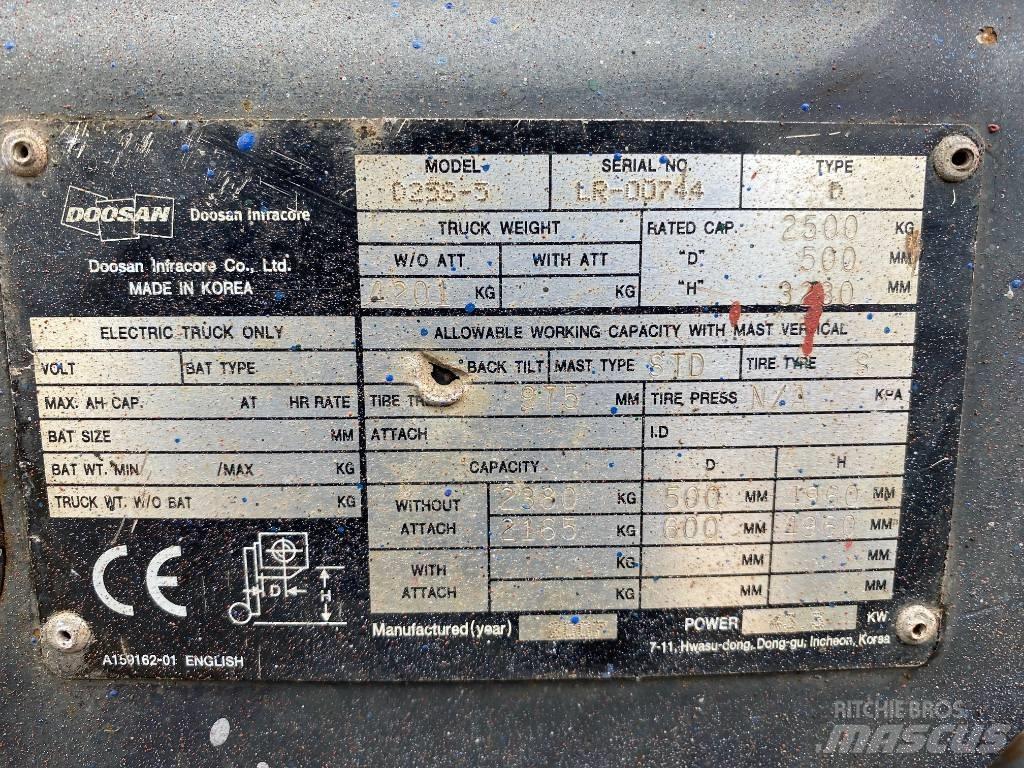 MODEL SERIAL NO. TYPE
D25S-5 LR-00744 D
DOOSAN Doosan Infracore
TRUCK WEIGHT RATED CAP. 2500 KG
W/O ATT WITH ATT "D" 500 MM
Doosan Infracore Co., Ltd.
MADE IN KOREA
4201 KG KG "H" MM
ELECTRIC TRUCK ONLY ALLOWABLE WORKING CAPACITY WITH MAST VERTICAL
VOLT BAT TYPE ° BACK TILT MAST TYPE STD TIRE TYPE S
MAX. AH CAP. AT HR RATE TIRE 975 MM TIRE PRESS N/A KPA
BAT SIZE MM ATTACH I.D
BAT WT. MIN /MAX KG CAPACITY D H
TRUCK WT. W/O BAT KG WITHOUT 2330 KG 500 MM MM
ATTACH 2165 KG 600 MM MM
WITH KG MM MM
ATTACH KG MM MM
CE
D H
Manufactured (year) POWER KW
7-11, Hwasu-dong, Dong-gu, Incheon, Korea
A159162-01 ENGLISH
RITCHIE BROS.
MASCUS